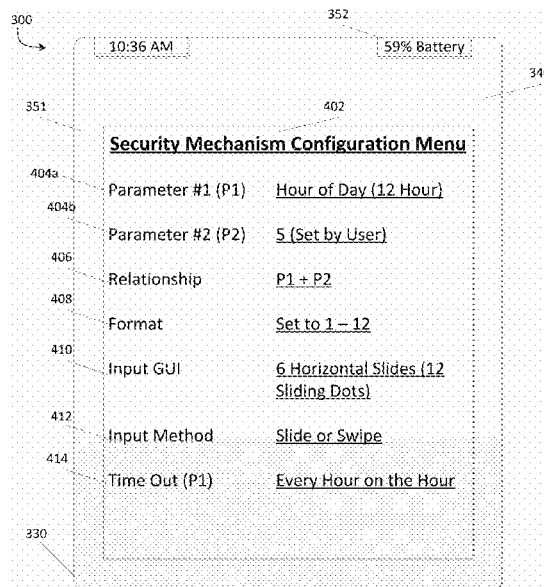 300
352
10:36 AM
59% Battery
34
351
402
Security Mechanism Configuration Menu
404a
Parameter #1 (P1) Hour of Day (12 Hour)
404b
Parameter #2 (P2) 5 (Set by User)
406
Relationship P1 + P2
408
Format Set to 1 – 12
410
Input GUI 6 Horizontal Slides (12
Sliding Dots)
412
Input Method Slide or Swipe
414
Time Out (P1) Every Hour on the Hour
330